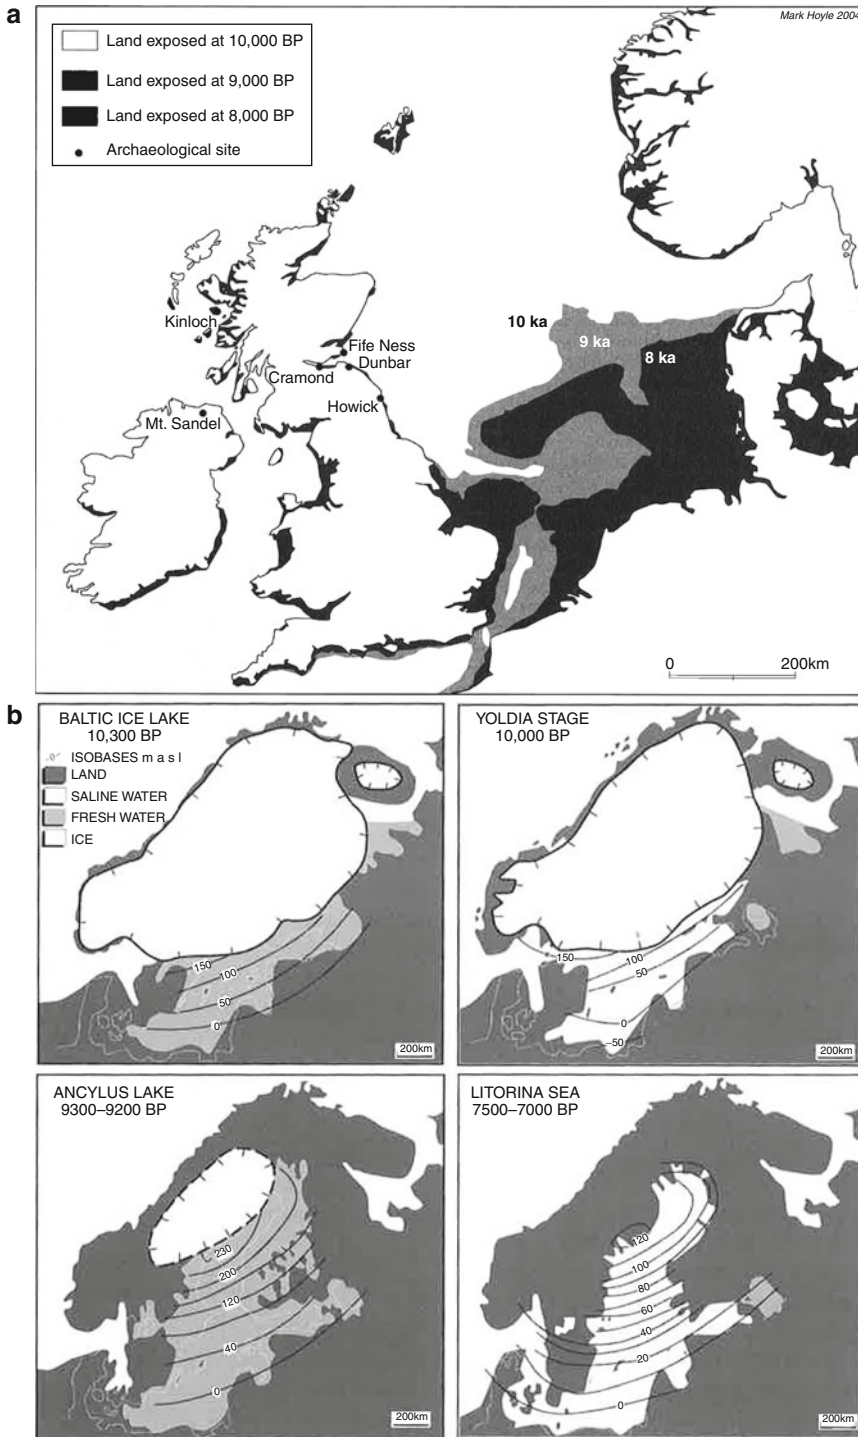 a
Mark Hoyle 2004
Land exposed at 10,000 BP
Land exposed at 9,000 BP
Land exposed at 8,000 BP
Archaeological site
Kinloch
10 ka
9 ka
8 ka
Fife Ness
Dunbar
Cramond
Howick
Mt. Sandel
0 200km
b
BALTIC ICE LAKE
10,300 BP
ISOBASES m a s l
LAND
SALINE WATER
FRESH WATER
ICE
150
100
50
0
200km
YOLDIA STAGE
10,000 BP
150
100
50
0
-50
200km
ANCYLUS LAKE
9300–9200 BP
230
200
120
40
0
200km
LITORINA SEA
7500–7000 BP
120
100
80
60
40
20
0
200km